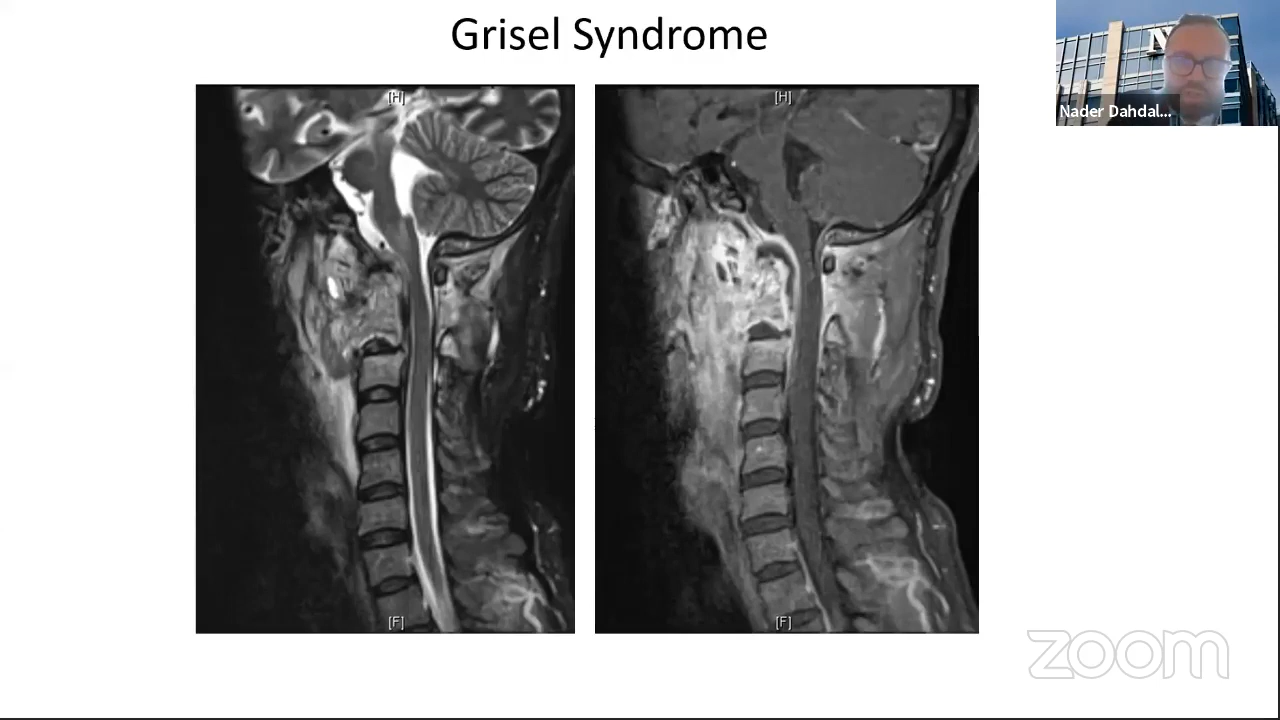 Grisel Syndrome
N
Nader Dahdal...
[H]
[H]
[F]
[F]
zoom